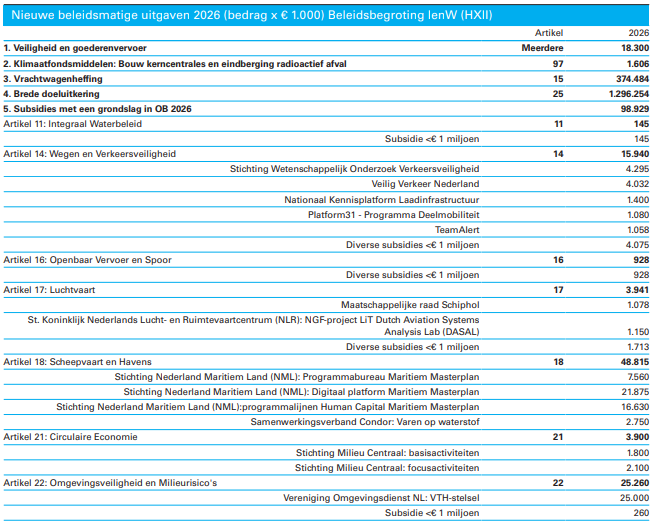 Nieuwe beleidsmatige uitgaven 2026 (bedrag x € 1.000) Beleidsbegroting IenW (HXII)
Artikel 2026
1. Veiligheid en goederenvervoer Meerdere 18.300
2. Klimaatfondsmiddelen: Bouw kerncentrales en eindberging radioactief afval 97 1.606
3. Vrachtwagenheffing 15 374.484
4. Brede doeluitkering 25 1.296.254
5. Subsidies met een grondslag in OB 2026 98.929
Artikel 11: Integraal Waterbeleid 11 145
Subsidie <€ 1 miljoen 145
Artikel 14: Wegen en Verkeersveiligheid 14 15.940
Stichting Wetenschappelijk Onderzoek Verkeersveiligheid 4.295
Veilig Verkeer Nederland 4.032
Nationaal Kennisplatform Laadinfrastructuur 1.400
Platform31 - Programma Deelmobiliteit 1.080
TeamAlert 1.058
Diverse subsidies <€ 1 miljoen 4.075
Artikel 16: Openbaar Vervoer en Spoor 16 928
Diverse subsidies <€ 1 miljoen 928
Artikel 17: Luchtvaart 17 3.941
Maatschappelijke raad Schiphol 1.078
St. Koninklijk Nederlands Lucht- en Ruimtevaartcentrum (NLR): NGF-project LiT Dutch Aviation Systems
Analysis Lab (DASAL) 1.150
Diverse subsidies <€ 1 miljoen 1.713
Artikel 18: Scheepvaart en Havens 18 48.815
Stichting Nederland Maritiem Land (NML): Programmabureau Maritiem Masterplan 7.560
Stichting Nederland Maritiem Land (NML): Digitaal platform Maritiem Masterplan 21.875
Stichting Nederland Maritiem Land (NML):programmalijnen Human Capital Maritiem Masterplan 16.630
Samenwerkingsverband Condor: Varen op waterstof 2.750
Artikel 21: Circulaire Economie 21 3.900
Stichting Milieu Centraal: basisactiviteiten 1.800
Stichting Milieu Centraal: focusactiviteiten 2.100
Artikel 22: Omgevingsveiligheid en Milieurisico's 22 25.260
Vereniging Omgevingsdienst NL: VTH-stelsel 25.000
Subsidie <€ 1 miljoen 260